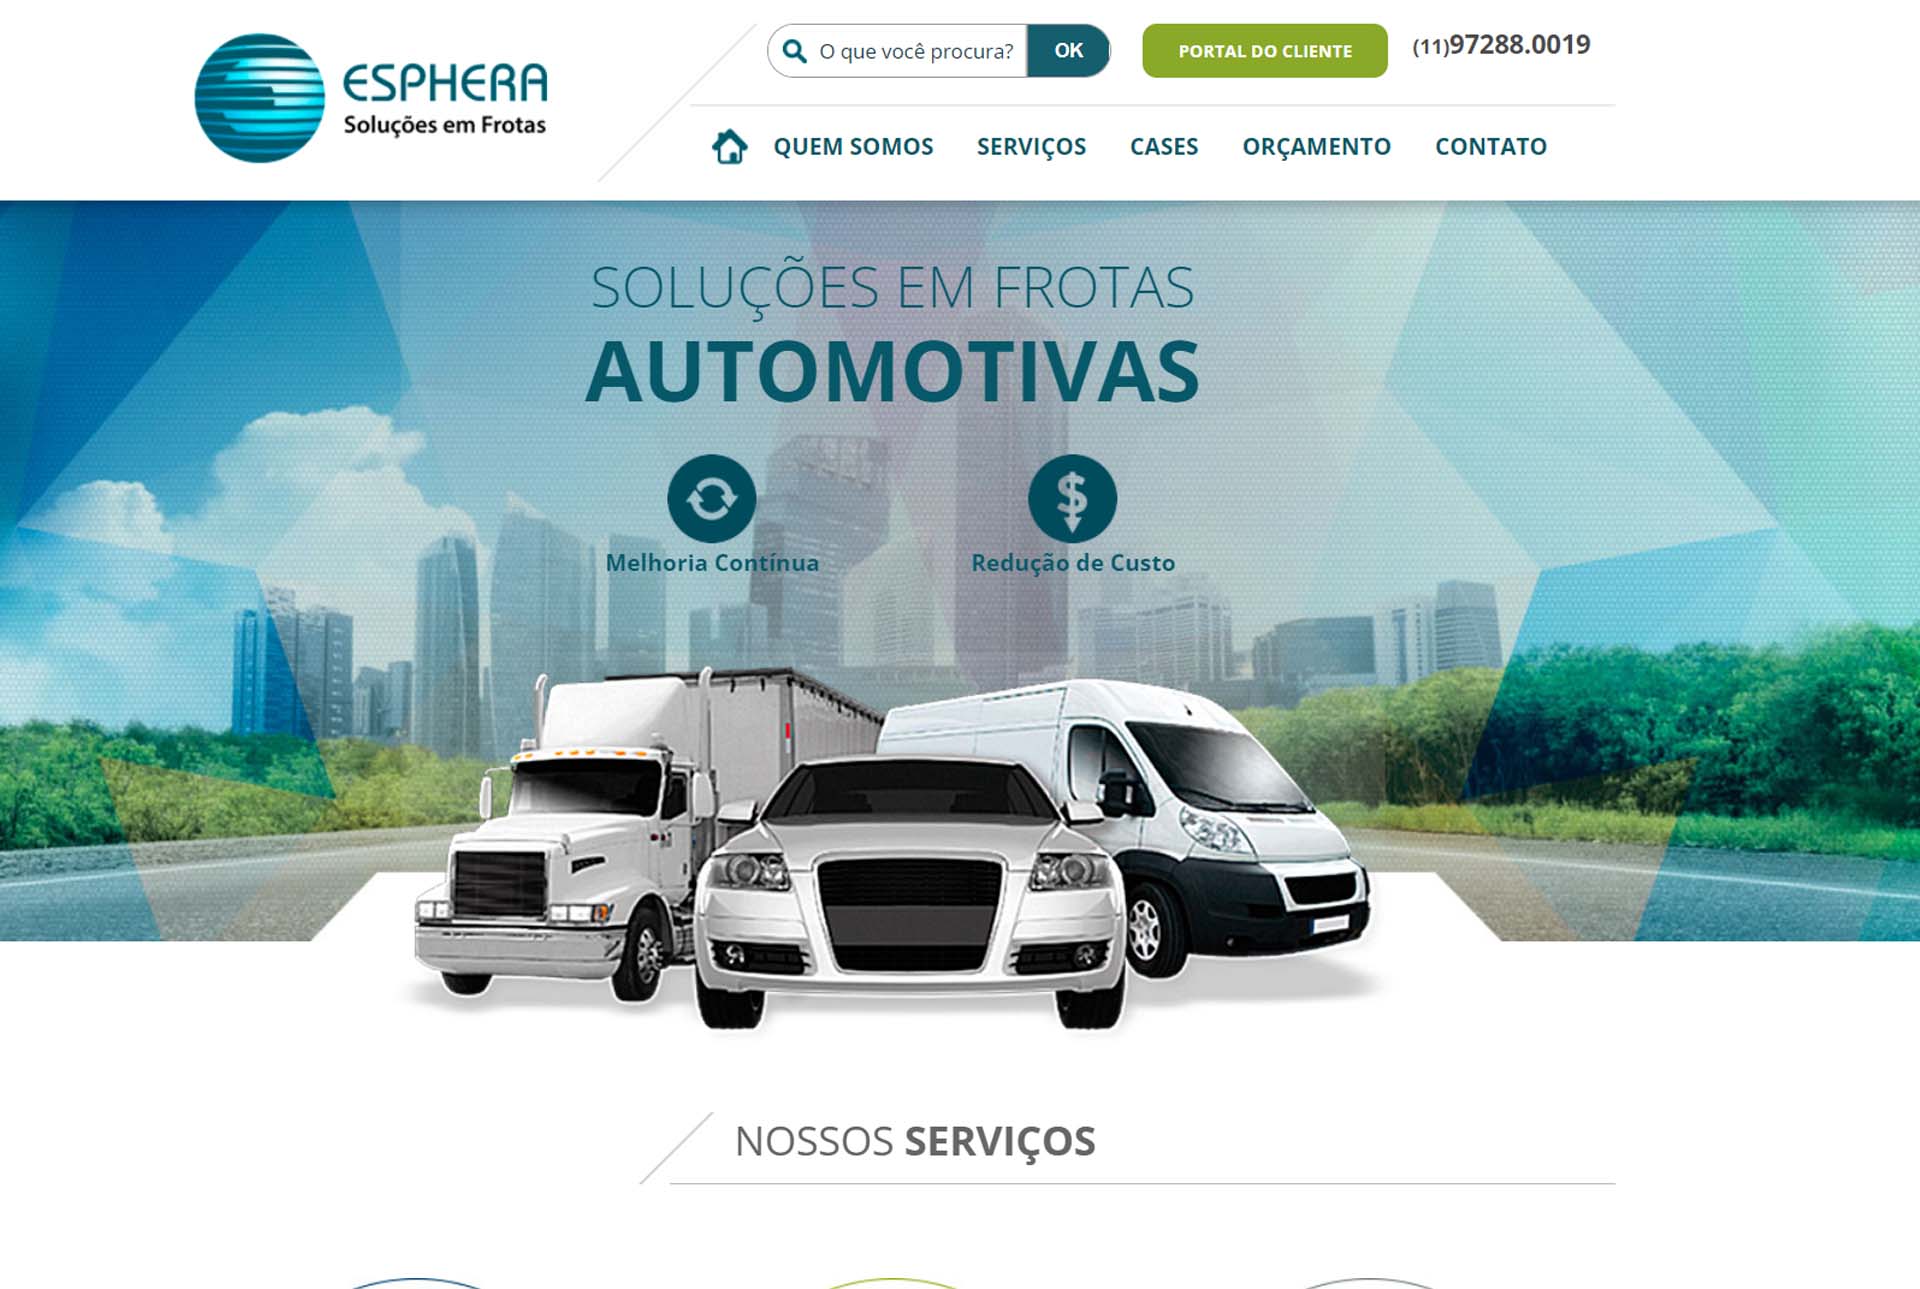 ESPHERA
Soluções em Frotas
O que você procura?
OK
PORTAL DO CLIENTE
(11)97288.0019
QUEM SOMOS
SERVIÇOS
CASES
ORÇAMENTO
CONTATO
SOLUÇÕES EM FROTAS
AUTOMOTIVAS
Melhoria Contínua
Redução de Custo
NOSSOS SERVIÇOS